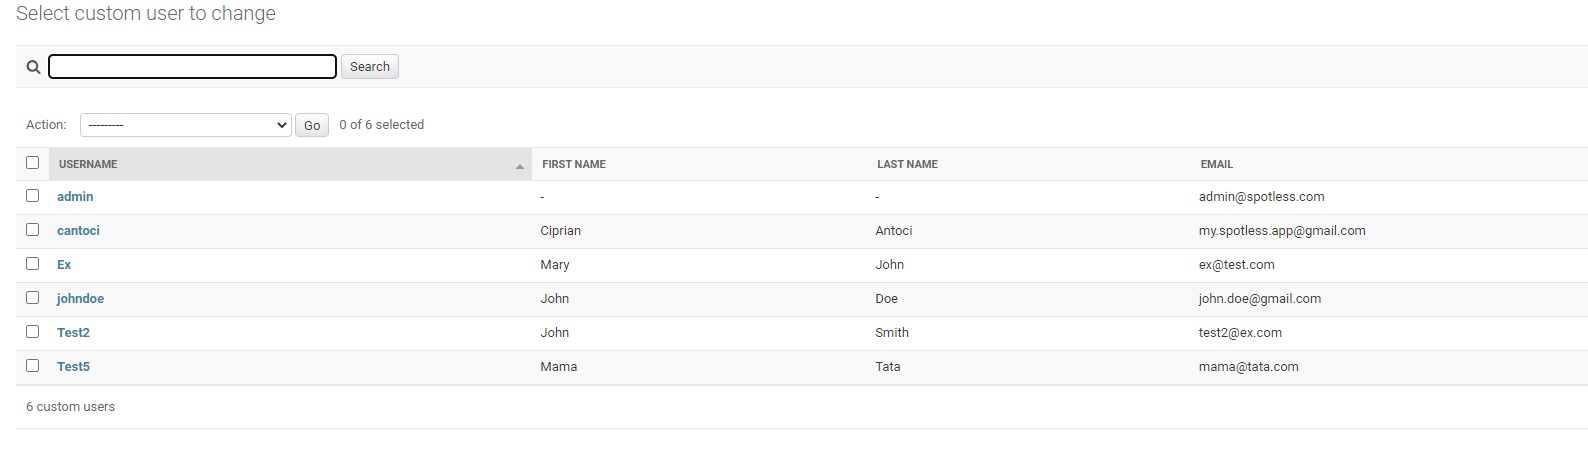 Select custom user to change
Search
Action: --------- Go 0 of 6 selected
USERNAME FIRST NAME LAST NAME EMAIL
admin - - admin@spotless.com
cantoci Ciprian Antoci my.spotless.app@gmail.com
Ex Mary John ex@test.com
johndoe John Doe john.doe@gmail.com
Test2 John Smith test2@ex.com
Test5 Mama Tata mama@tata.com
6 custom users